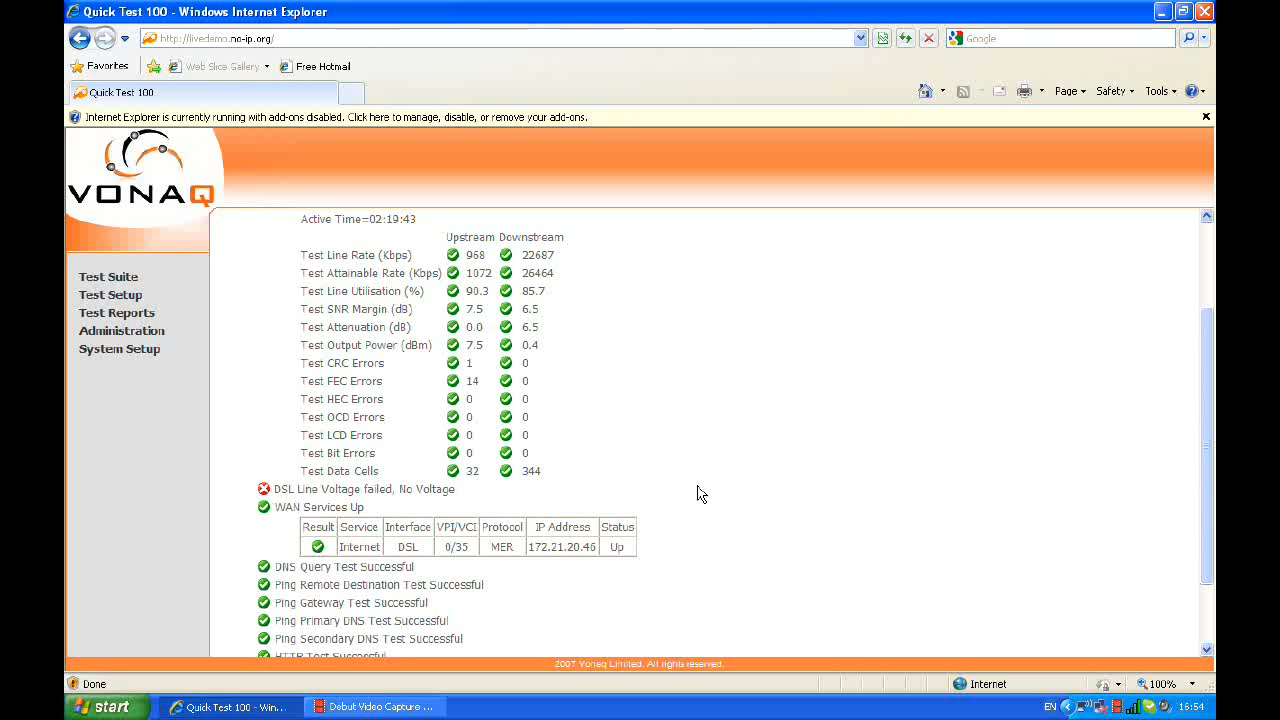 Quick Test 100 - Windows Internet Explorer
http://livedemo.no-ip.org/
Google
Favorites Web Slice Gallery Free Hotmail
Quick Test 100
Page Safety Tools
Internet Explorer is currently running with add-ons disabled. Click here to manage, disable, or remove your add-ons.
VONAQ
Test Suite
Test Setup
Test Reports
Administration
System Setup
Active Time=02:19:43
Upstream Downstream
Test Line Rate (Kbps) 968 22687
Test Attainable Rate (Kbps) 1072 26464
Test Line Utilisation (%) 90.3 85.7
Test SNR Margin (dB) 7.5 6.5
Test Attenuation (dB) 0.0 6.5
Test Output Power (dBm) 7.5 0.4
Test CRC Errors 1 0
Test FEC Errors 14 0
Test HEC Errors 0 0
Test OCD Errors 0 0
Test LCD Errors 0 0
Test Bit Errors 0 0
Test Data Cells 32 344
DSL Line Voltage failed, No Voltage
WAN Services Up
Result Service Interface VPI/VCI Protocol IP Address Status
Internet DSL 0/35 MER 172.21.20.46 Up
DNS Query Test Successful
Ping Remote Destination Test Successful
Ping Gateway Test Successful
Ping Primary DNS Test Successful
Ping Secondary DNS Test Successful
HTTP Test Successful
2007 Vonaq Limited. All rights reserved.
Done Internet 100%
start Quick Test 100 - Win... Debut Video Capture ... EN 16:54